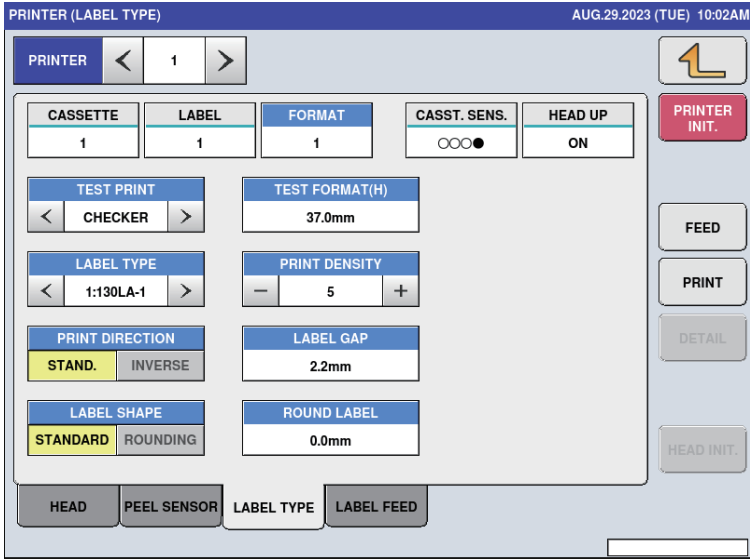 PRINTER (LABEL TYPE) AUG.29.2023 (TUE) 10:02AM
PRINTER 1
CASSETTE LABEL FORMAT CASST. SENS. HEAD UP
1 1 1 ○○○● ON
PRINTER
INIT.
TEST PRINT TEST FORMAT(H)
CHECKER 37.0mm
FEED
LABEL TYPE PRINT DENSITY
1:130LA-1 − 5 +
PRINT
PRINT DIRECTION LABEL GAP
STAND. INVERSE 2.2mm
DETAIL
LABEL SHAPE ROUND LABEL
STANDARD ROUNDING 0.0mm
HEAD INIT.
HEAD PEEL SENSOR LABEL TYPE LABEL FEED